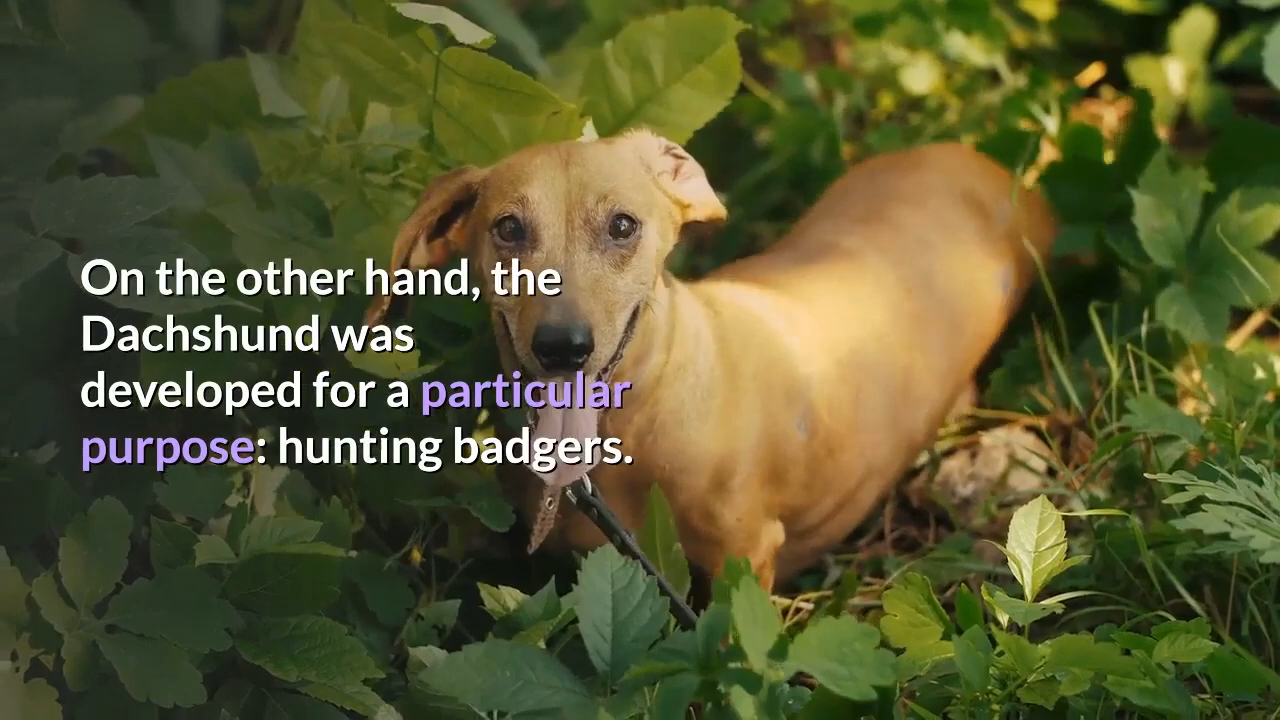 On the other hand, the
Dachshund was
developed for a particular
purpose: hunting badgers.